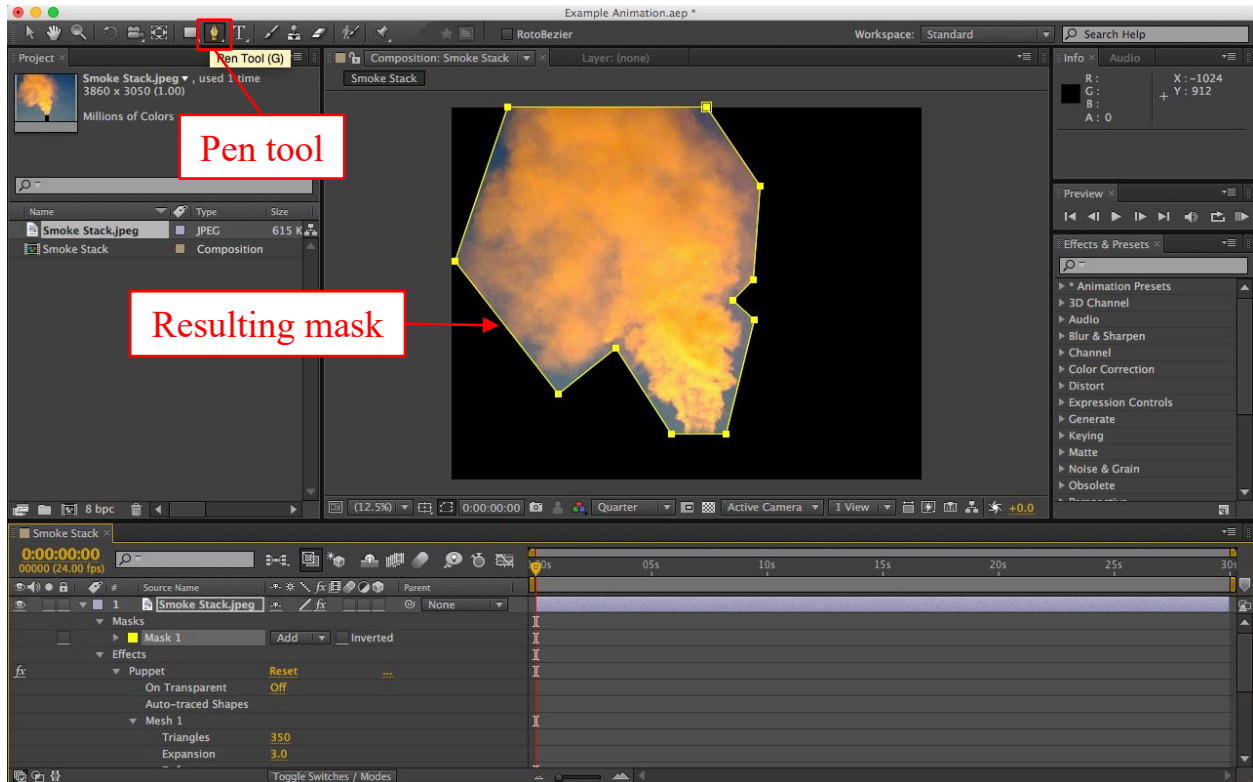 Example Animation.aep *
RotoBezier
Workspace: Standard
Search Help
Project ×
Pen Tool (G)
Composition: Smoke Stack
Layer: (none)
Info × Audio
Smoke Stack.jpeg ▾ , used 1 time
3860 x 3050 (1.00)
Millions of Colors
Smoke Stack
R :
G :
B :
A : 0
X : -1024
Y : 912
Pen tool
Preview ×
Name Type Size
Smoke Stack.jpeg JPEG 615 K
Smoke Stack Composition
Effects & Presets ×
* Animation Presets
3D Channel
Audio
Blur & Sharpen
Channel
Color Correction
Distort
Expression Controls
Generate
Keying
Matte
Noise & Grain
Obsolete
Resulting mask
8 bpc
(12.5%) 0:00:00:00 Quarter Active Camera 1 View +0.0
Smoke Stack ×
0:00:00:00
00000 (24.00 fps)
05s 10s 15s 20s 25s
# Source Name Parent
1 Smoke Stack.jpeg None
Masks
Mask 1 Add Inverted
Effects
fx Puppet Reset ...
On Transparent Off
Auto-traced Shapes
Mesh 1
Triangles 350
Expansion 3.0
Toggle Switches / Modes